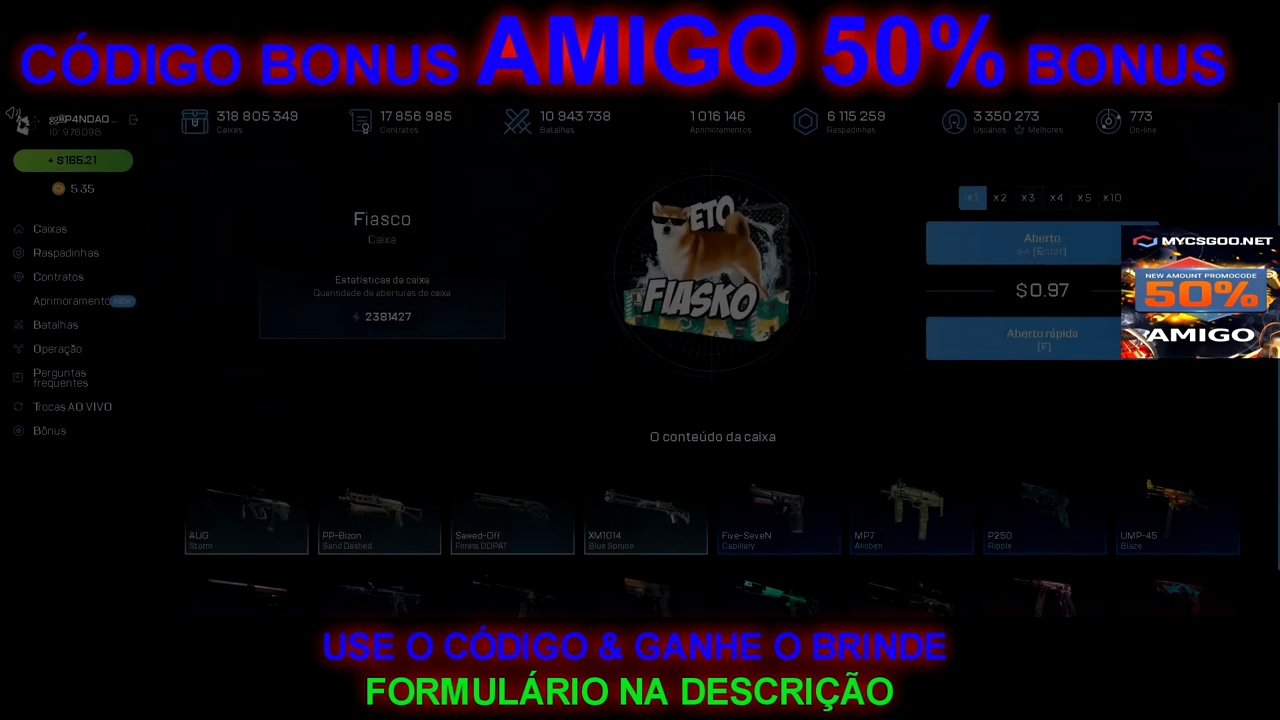 CÓDIGO BONUS AMIGO 50% BONUS
318 805 349
Caixas
17 856 985
Contratos
10 943 738
Batalhas
1 016 146
Aprimoramentos
6 115 259
Raspadinhas
3 350 273
Usuários Melhores
773
On-line
ID: 976096
+ $185.21
5.35
Caixas
Raspadinhas
Contratos
Aprimoramento NEW
Batalhas
Operação
Perguntas
frequentes
Trocas AO VIVO
Bônus
Fiasco
Caixa
Estatísticas da caixa
Quantidade de aberturas de caixa
2381427
ETO
FIASKO
x1 x2 x3 x4 x5 x10
Aberto
[Enter]
$0.97
Aberto rápida
[F]
MYCSGOO.NET
NEW AMOUNT PROMOCODE
50%
AMIGO
O conteúdo da caixa
AUG
Storm
PP-Bizon
Sand Dashed
Sawed-Off
Forest DDPAT
XM1014
Blue Spruce
Five-SeveN
Capillary
MP7
Akoben
P250
Ripple
UMP-45
Blaze
USE O CÓDIGO & GANHE O BRINDE
FORMULÁRIO NA DESCRIÇÃO